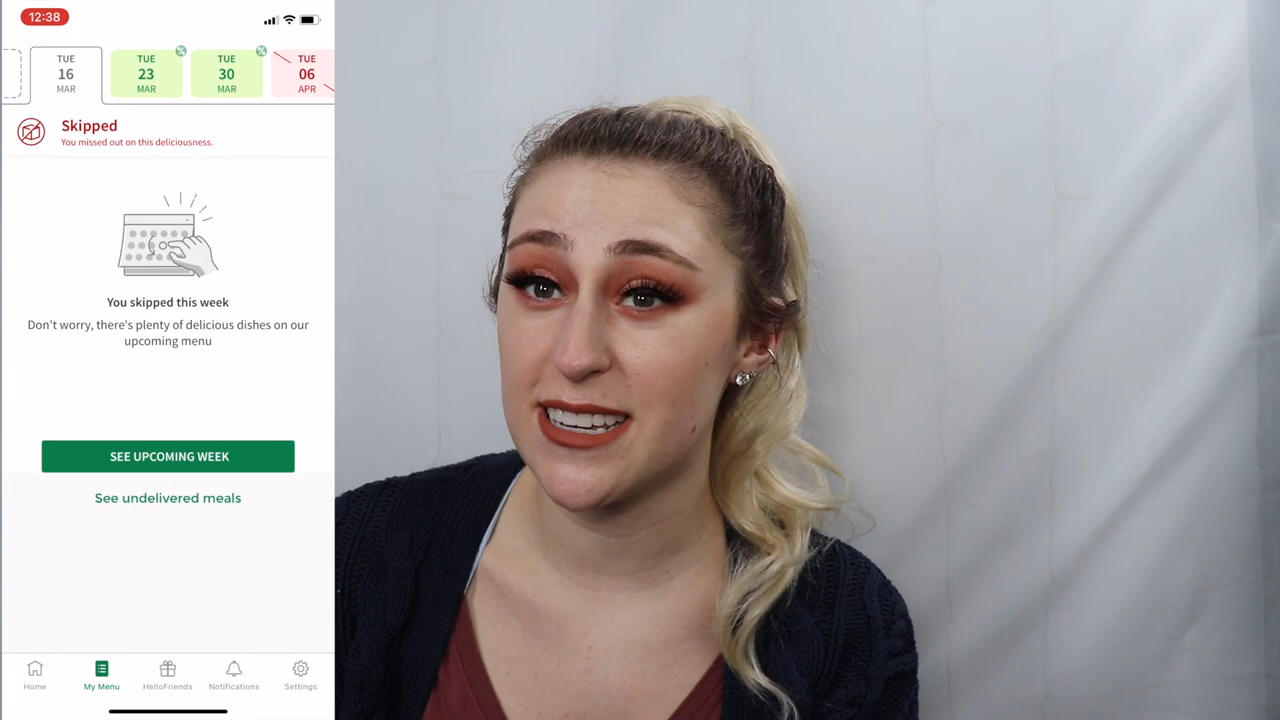 12:38
TUE
16
MAR
TUE
23
MAR
%
TUE
30
MAR
%
TUE
06
APR
Skipped
You missed out on this deliciousness.
You skipped this week
Don't worry, there's plenty of delicious dishes on our
upcoming menu
SEE UPCOMING WEEK
See undelivered meals
Home
My Menu
HelloFriends
Notifications
Settings